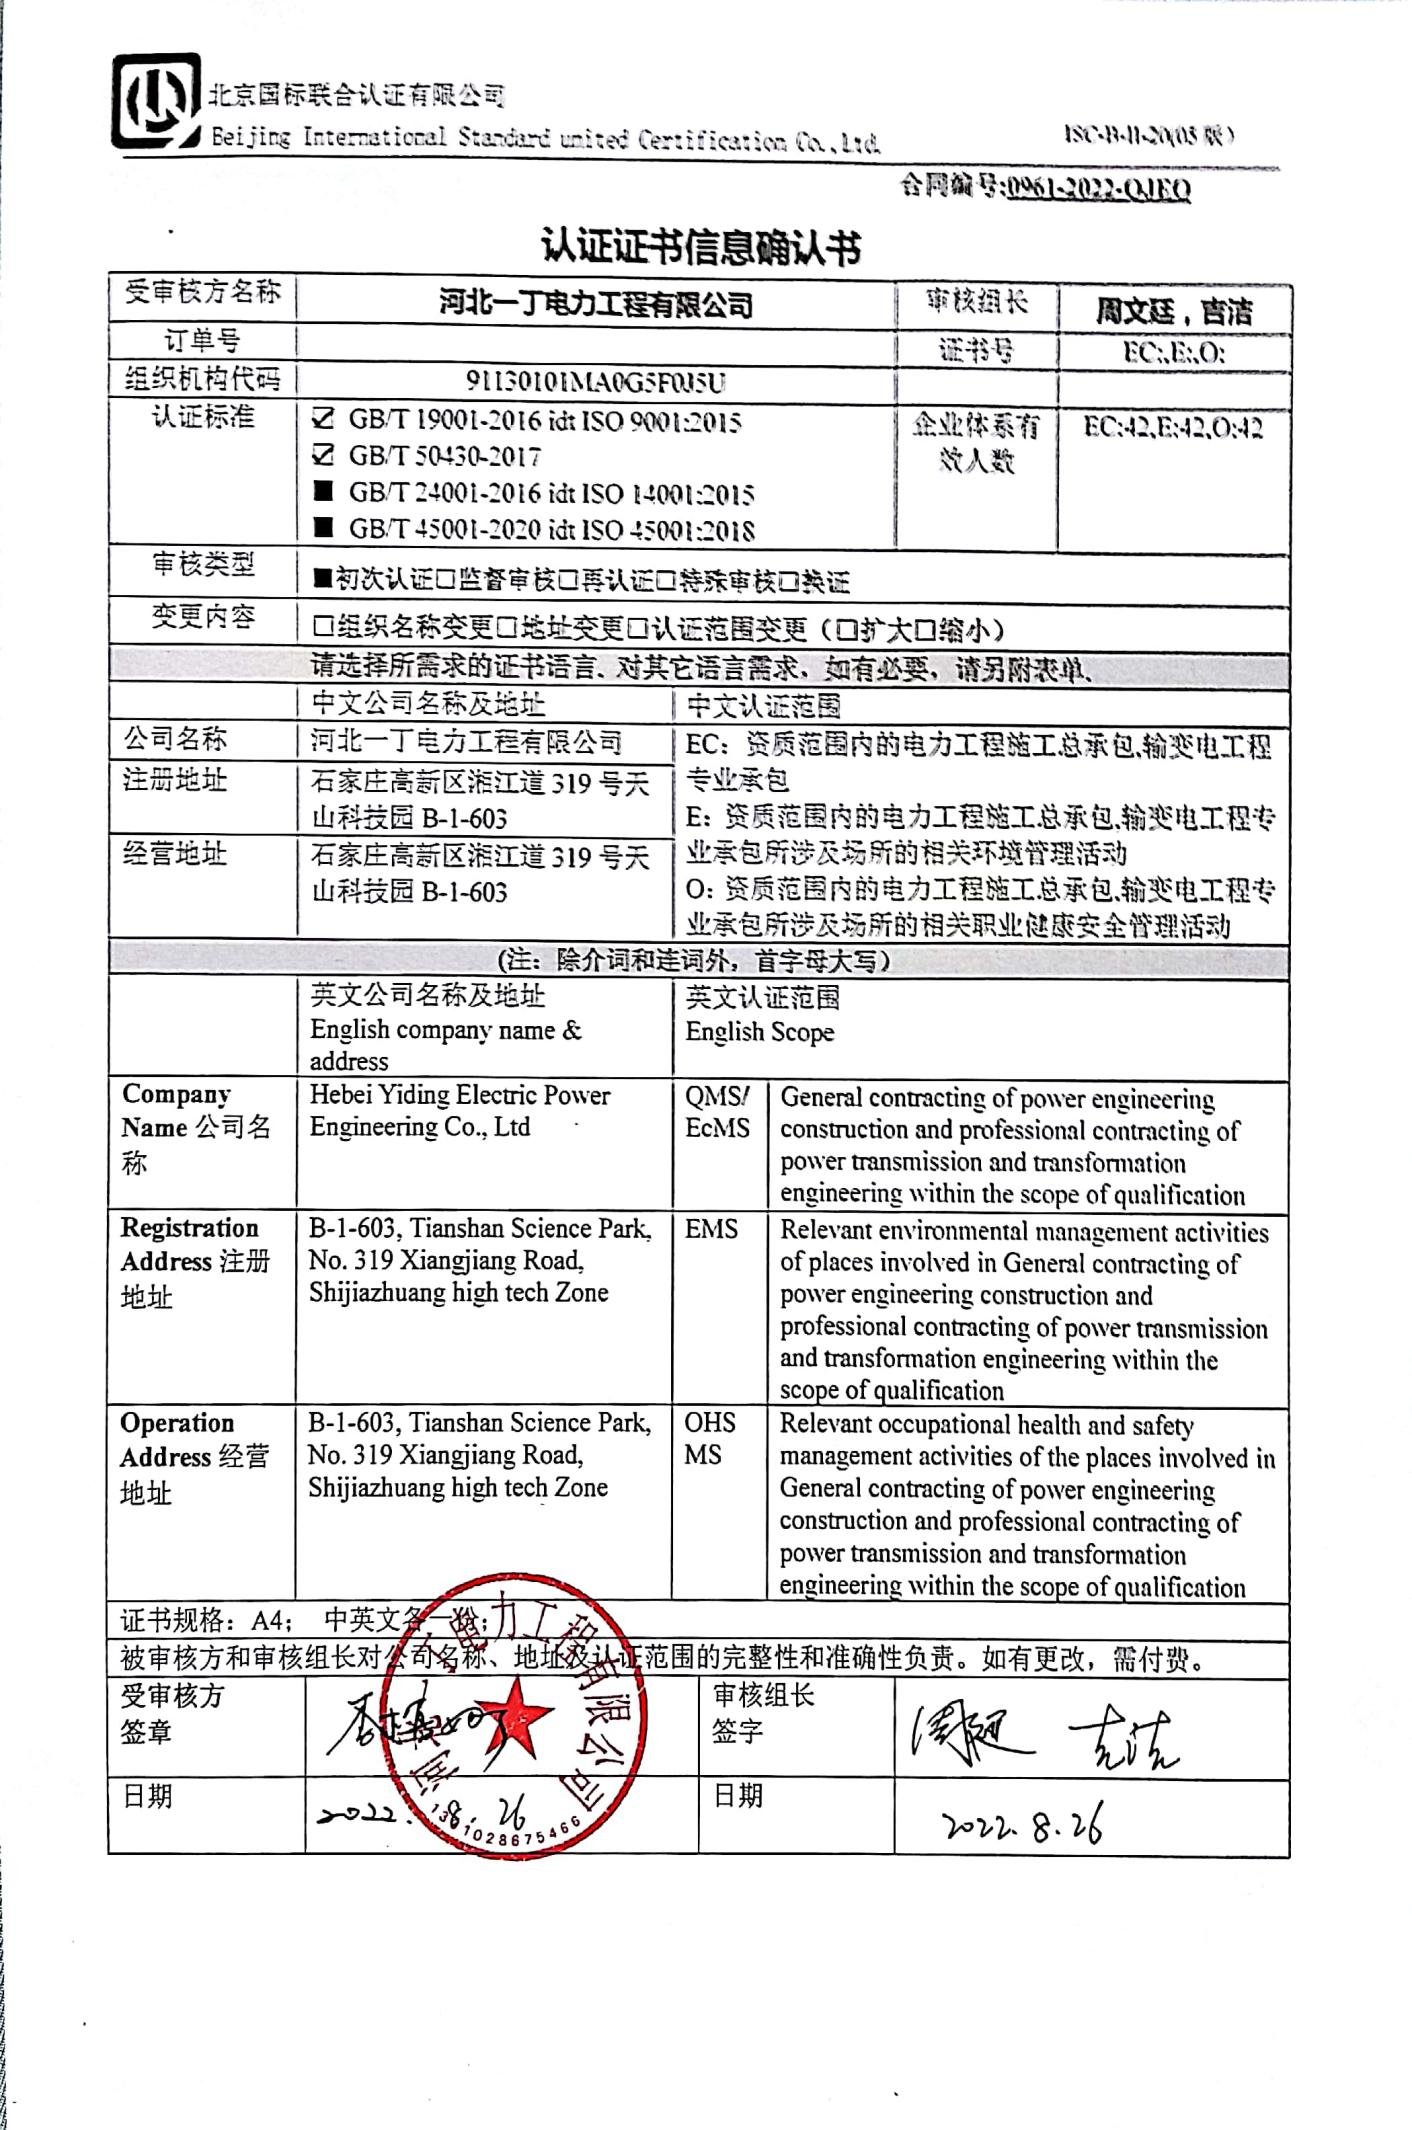 北京国标联合认证有限公司
Beijing International Standard united Certification Co.,Ltd.
ISC-B-II-20(05 版)
合同编号:0961-2022-QJEO
认证证书信息确认书
受审核方名称 河北一丁电力工程有限公司 审核组长 周文廷，吉洁
订单号 证书号 EC:,E:,O:
组织机构代码 91130101MA0G5F0J5U
认证标准 ☑ GB/T 19001-2016 idt ISO 9001:2015 企业体系有 EC:42,E:42,O:42
☑ GB/T 50430-2017 效人数
■ GB/T 24001-2016 idt ISO 14001:2015
■ GB/T 45001-2020 idt ISO 45001:2018
审核类型 ■初次认证□监督审核□再认证□特殊审核□换证
变更内容 □组织名称变更□地址变更□认证范围变更（□扩大□缩小）
请选择所需求的证书语言、对其它语言需求，如有必要，请另附表单、
中文公司名称及地址 中文认证范围
公司名称 河北一丁电力工程有限公司 EC：资质范围内的电力工程施工总承包,输变电工程
专业承包
注册地址 石家庄高新区湘江道 319 号天
山科技园 B-1-603
E：资质范围内的电力工程施工总承包,输变电工程专
业承包所涉及场所的相关环境管理活动
经营地址 石家庄高新区湘江道 319 号天
山科技园 B-1-603
O：资质范围内的电力工程施工总承包,输变电工程专
业承包所涉及场所的相关职业健康安全管理活动
(注：除介词和连词外，首字母大写）
英文公司名称及地址 英文认证范围
English company name & English Scope
address
Company Hebei Yiding Electric Power QMS/ General contracting of power engineering
Name 公司名 Engineering Co., Ltd EcMS construction and professional contracting of
称 power transmission and transformation
engineering within the scope of qualification
Registration B-1-603, Tianshan Science Park, EMS Relevant environmental management activities
Address 注册 No. 319 Xiangjiang Road, of places involved in General contracting of
地址 Shijiazhuang high tech Zone power engineering construction and
professional contracting of power transmission
and transformation engineering within the
scope of qualification
Operation B-1-603, Tianshan Science Park, OHS Relevant occupational health and safety
Address 经营 No. 319 Xiangjiang Road, MS management activities of the places involved in
地址 Shijiazhuang high tech Zone General contracting of power engineering
construction and professional contracting of
power transmission and transformation
engineering within the scope of qualification
证书规格：A4； 中英文各一份；
被审核方和审核组长对公司名称、地址及认证范围的完整性和准确性负责。如有更改，需付费。
受审核方 审核组长
签章 签字 周文廷 吉洁
日期 2022. 8. 26 日期 2022. 8. 26
河北一丁电力工程有限公司
1301028675466